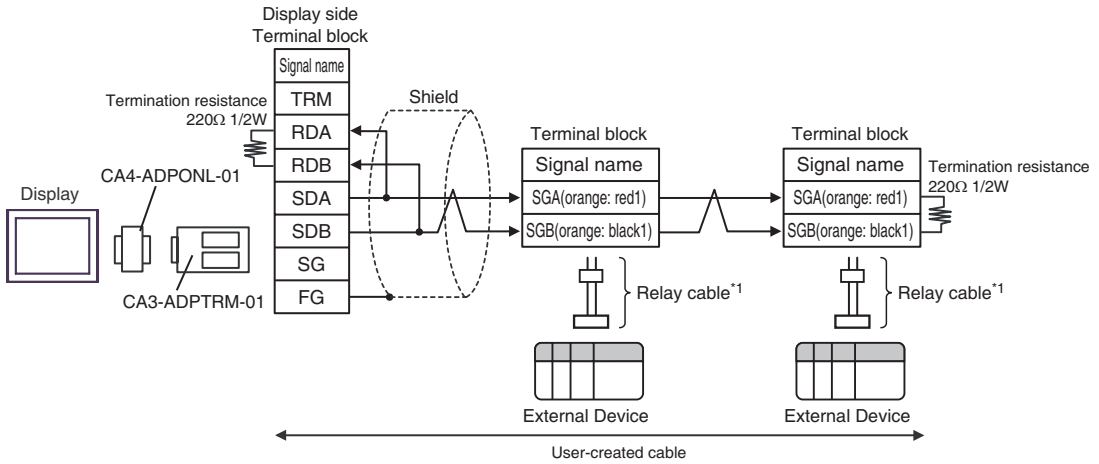 Display side
Terminal block
Signal name
TRM
RDA
RDB
SDA
SDB
SG
FG
Termination resistance
220Ω 1/2W
Shield
CA4-ADPONL-01
Display
CA3-ADPTRM-01
Terminal block
Signal name
SGA(orange: red1)
SGB(orange: black1)
Relay cable*1
External Device
Terminal block
Signal name
SGA(orange: red1)
SGB(orange: black1)
Termination resistance
220Ω 1/2W
Relay cable*1
External Device
User-created cable